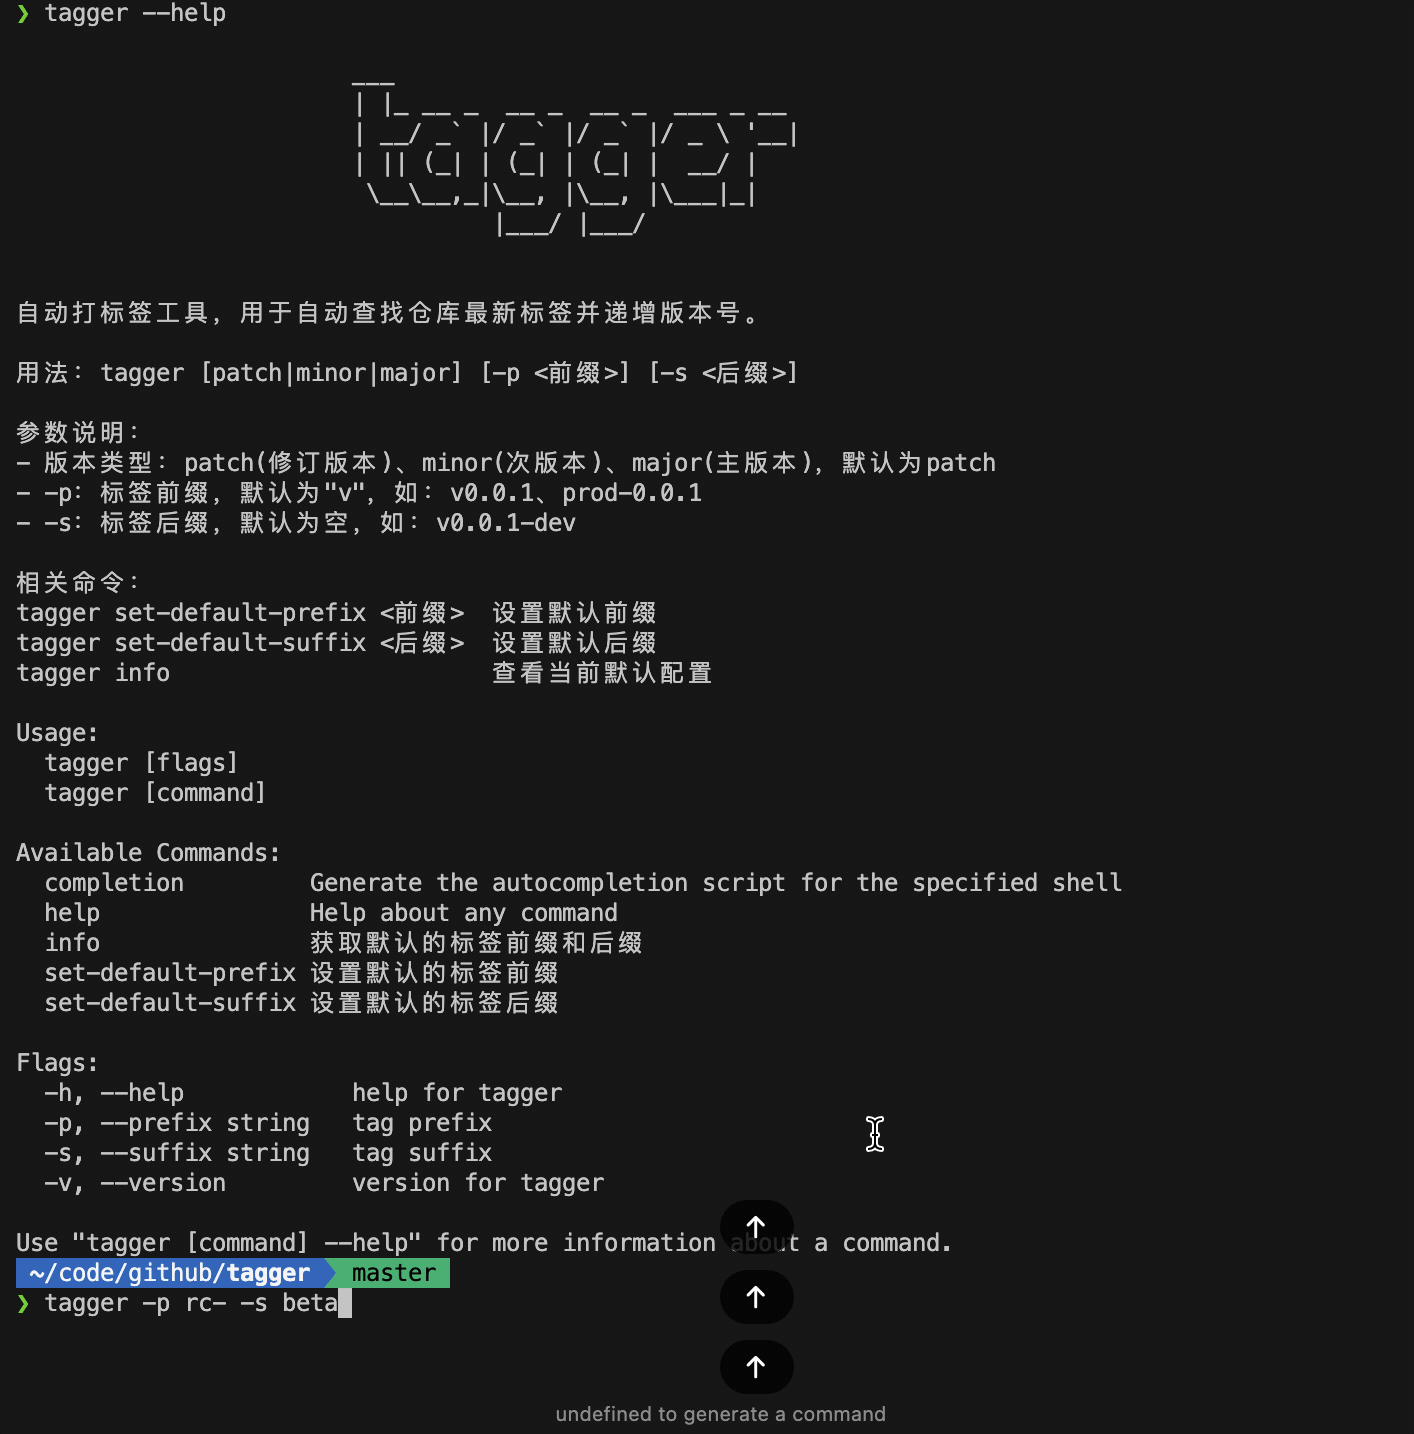 ❯ tagger --help
 ___
| |_ __ _  __ _  __ _  ___ _ __
| __/ _` |/ _` |/ _` |/ _ \ '__|
| || (_| | (_| | (_| |  __/ |
 \__\__,_|\__, |\__, |\___|_|
          |___/ |___/
自动打标签工具，用于自动查找仓库最新标签并递增版本号。
用法：tagger [patch|minor|major] [-p <前缀>] [-s <后缀>]
参数说明：
- 版本类型：patch(修订版本)、minor(次版本)、major(主版本)，默认为patch
- -p：标签前缀，默认为"v"，如：v0.0.1、prod-0.0.1
- -s：标签后缀，默认为空，如：v0.0.1-dev
相关命令：
tagger set-default-prefix <前缀>  设置默认前缀
tagger set-default-suffix <后缀>  设置默认后缀
tagger info                       查看当前默认配置
Usage:
  tagger [flags]
  tagger [command]
Available Commands:
  completion         Generate the autocompletion script for the specified shell
  help               Help about any command
  info               获取默认的标签前缀和后缀
  set-default-prefix 设置默认的标签前缀
  set-default-suffix 设置默认的标签后缀
Flags:
  -h, --help            help for tagger
  -p, --prefix string   tag prefix
  -s, --suffix string   tag suffix
  -v, --version         version for tagger
Use "tagger [command] --help" for more information about a command.
~/code/github/tagger master
❯ tagger -p rc- -s beta
undefined to generate a command